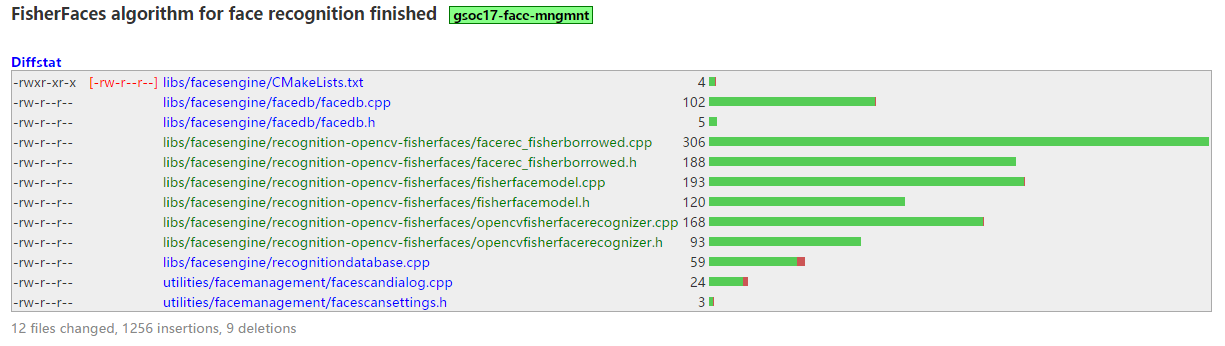 FisherFaces algorithm for face recognition finished gsoc17-face-mngmnt
Diffstat
-rwxr-xr-x [-rw-r--r--] libs/facesengine/CMakeLists.txt 4
-rw-r--r-- libs/facesengine/facedb/facedb.cpp 102
-rw-r--r-- libs/facesengine/facedb/facedb.h 5
-rw-r--r-- libs/facesengine/recognition-opencv-fisherfaces/facerec_fisherborrowed.cpp 306
-rw-r--r-- libs/facesengine/recognition-opencv-fisherfaces/facerec_fisherborrowed.h 188
-rw-r--r-- libs/facesengine/recognition-opencv-fisherfaces/fisherfacemodel.cpp 193
-rw-r--r-- libs/facesengine/recognition-opencv-fisherfaces/fisherfacemodel.h 120
-rw-r--r-- libs/facesengine/recognition-opencv-fisherfaces/opencvfisherfacerecognizer.cpp 168
-rw-r--r-- libs/facesengine/recognition-opencv-fisherfaces/opencvfisherfacerecognizer.h 93
-rw-r--r-- libs/facesengine/recognitiondatabase.cpp 59
-rw-r--r-- utilities/facemanagement/facescandialog.cpp 24
-rw-r--r-- utilities/facemanagement/facescansettings.h 3
12 files changed, 1256 insertions, 9 deletions